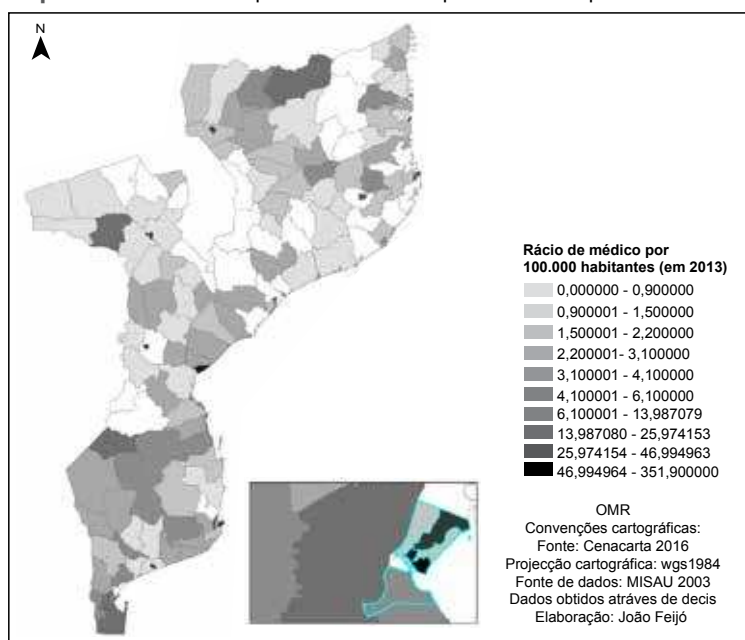 N
Rácio de médico por
100.000 habitantes (em 2013)
0,000000 - 0,900000
0,900001 - 1,500000
1,500001 - 2,200000
2,200001- 3,100000
3,100001 - 4,100000
4,100001 - 6,100000
6,100001 - 13,987079
13,987080 - 25,974153
25,974154 - 46,994963
46,994964 - 351,900000
OMR
Convenções cartográficas:
Fonte: Cenacarta 2016
Projecção cartográfica: wgs1984
Fonte de dados: MISAU 2003
Dados obtidos atráves de decis
Elaboração: João Feijó